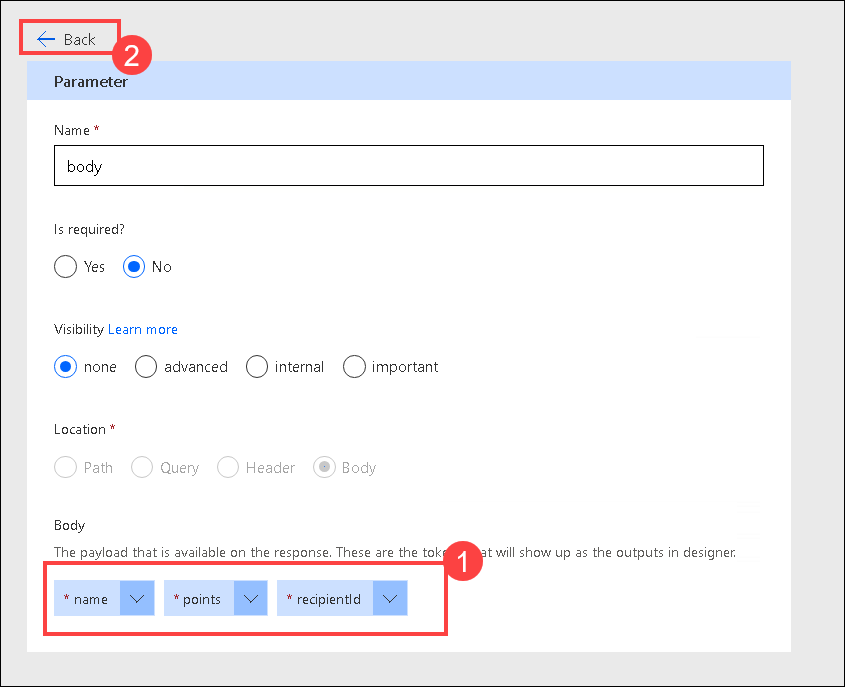 Back
2
Parameter
Name *
body
Is required?
Yes No
Visibility Learn more
none advanced internal important
Location *
Path Query Header Body
Body
The payload that is available on the response. These are the at will show up as the outputs in designer.
1
* name * points * recipientId